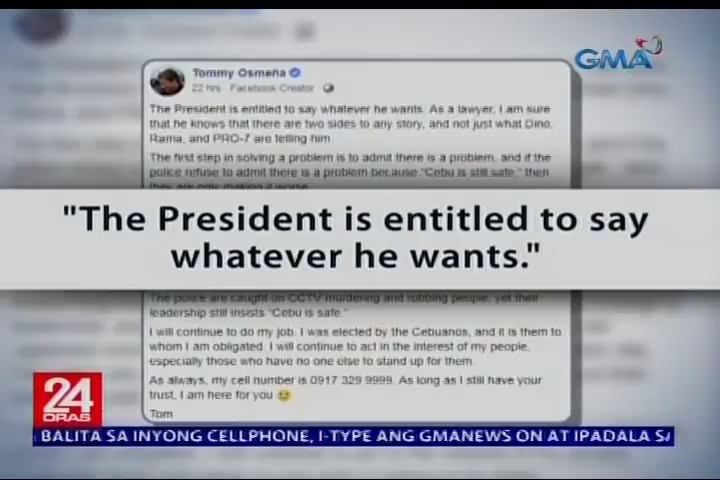 GMA
Tommy Osmeña
22 hrs Facebook Creator
The President is entitled to say whatever he wants. As a lawyer, I am sure
that he knows that there are two sides to any story, and not just what Dino,
Rama, and PRO-7 are telling him.
The first step in solving a problem is to admit there is a problem, and if the
police refuse to admit there is a problem because "Cebu is still safe," then
they are only making it worse.
"The President is entitled to say
whatever he wants."
The police are caught on CCTV murdering and robbing people, yet their
leadership still insists "Cebu is safe."
I will continue to do my job. I was elected by the Cebuanos, and it is them to
whom I am obligated. I will continue to act in the interest of my people,
especially those who have no one else to stand up for them.
As always, my cell number is 0917 329 9999. As long as I still have your
trust, I am here for you 😉
Tom
24
ORAS
BALITA SA INYONG CELLPHONE, I-TYPE ANG GMANEWS ON AT IPADALA SA